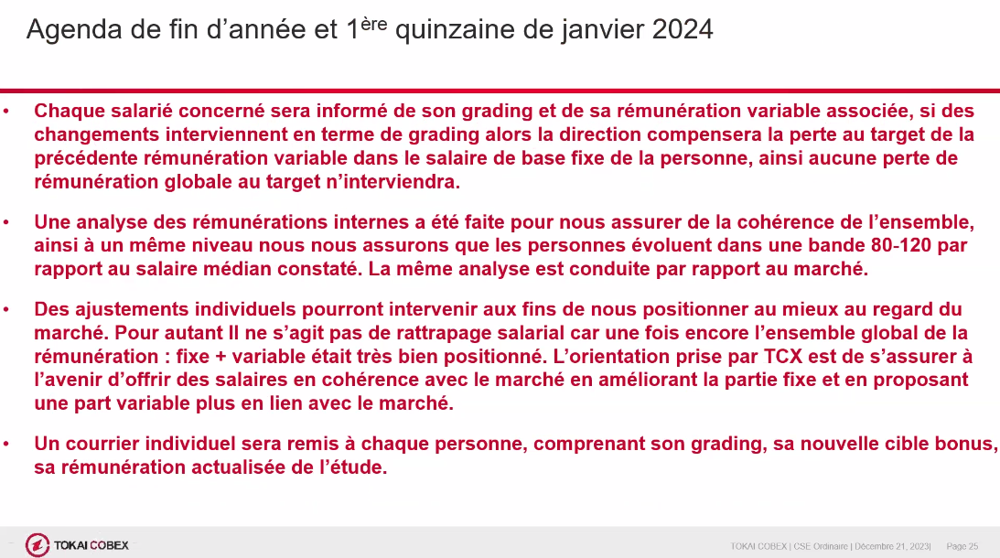 Agenda de fin d’année et 1ère quinzaine de janvier 2024
• Chaque salarié concerné sera informé de son grading et de sa rémunération variable associée, si des
changements interviennent en terme de grading alors la direction compensera la perte au target de la
précédente rémunération variable dans le salaire de base fixe de la personne, ainsi aucune perte de
rémunération globale au target n’interviendra.
• Une analyse des rémunérations internes a été faite pour nous assurer de la cohérence de l’ensemble,
ainsi à un même niveau nous nous assurons que les personnes évoluent dans une bande 80-120 par
rapport au salaire médian constaté. La même analyse est conduite par rapport au marché.
• Des ajustements individuels pourront intervenir aux fins de nous positionner au mieux au regard du
marché. Pour autant Il ne s’agit pas de rattrapage salarial car une fois encore l’ensemble global de la
rémunération : fixe + variable était très bien positionné. L’orientation prise par TCX est de s’assurer à
l’avenir d’offrir des salaires en cohérence avec le marché en améliorant la partie fixe et en proposant
une part variable plus en lien avec le marché.
• Un courrier individuel sera remis à chaque personne, comprenant son grading, sa nouvelle cible bonus,
sa rémunération actualisée de l’étude.
TOKAI COBEX
TOKAI COBEX | CSE Ordinaire | Décembre 21, 2023| Page 25